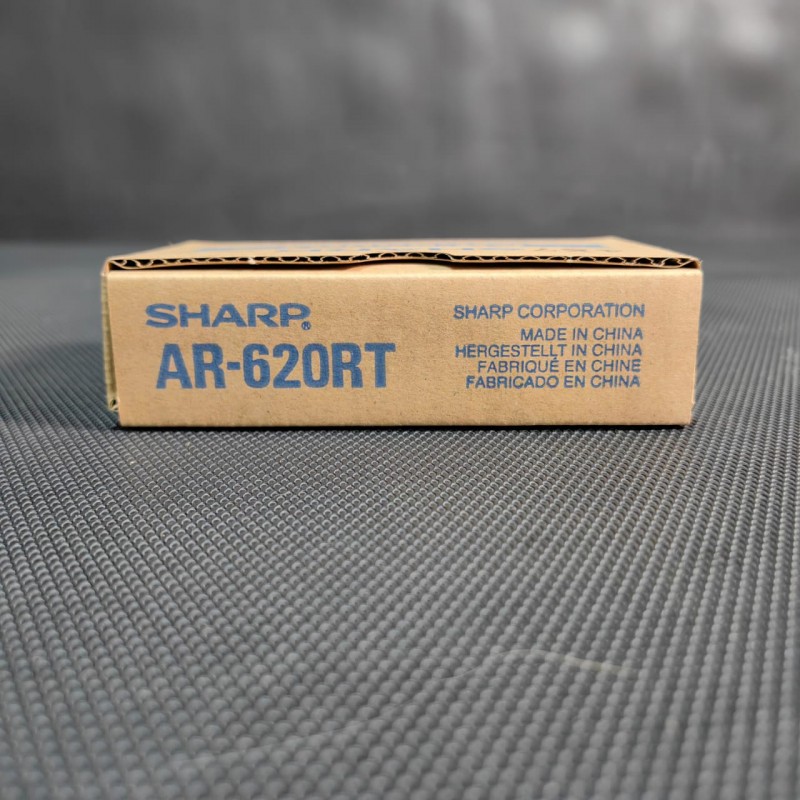 SHARP®
AR-620RT
SHARP CORPORATION
MADE IN CHINA
HERGESTELLT IN CHINA
FABRIQUÉ EN CHINE
FABRICADO EN CHINA